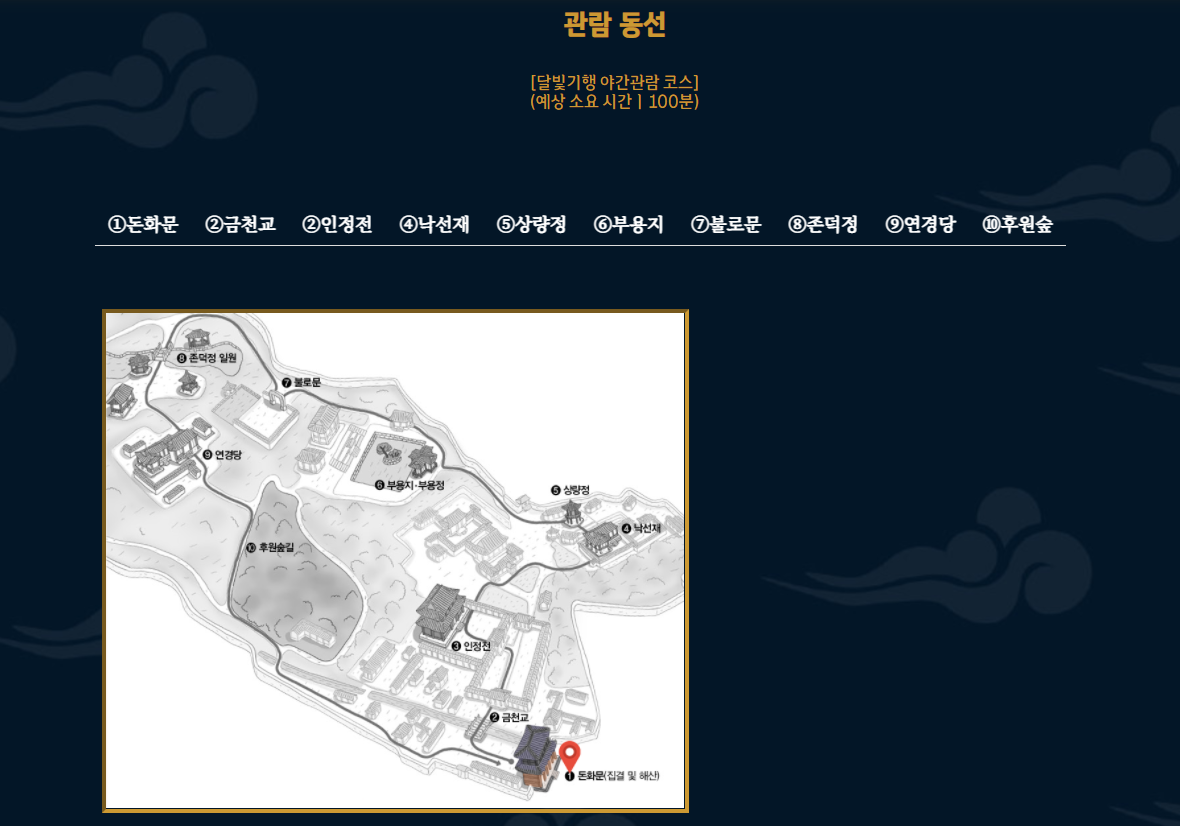 관람 동선
[달빛기행 야간관람 코스]
(예상 소요 시간ㅣ100분)
①돈화문 ②금천교 ②인정전 ④낙선재 ⑤상량정 ⑥부용지 ⑦불로문 ⑧존덕정 ⑨연경당 ⑩후원숲
❽ 존덕정 일원
❼ 불로문
❾ 연경당
❻ 부용지·부용정
❺ 상량정
❹ 낙선재
❿ 후원숲길
❸ 인정전
❷ 금천교
❶ 돈화문(집결 및 해산)